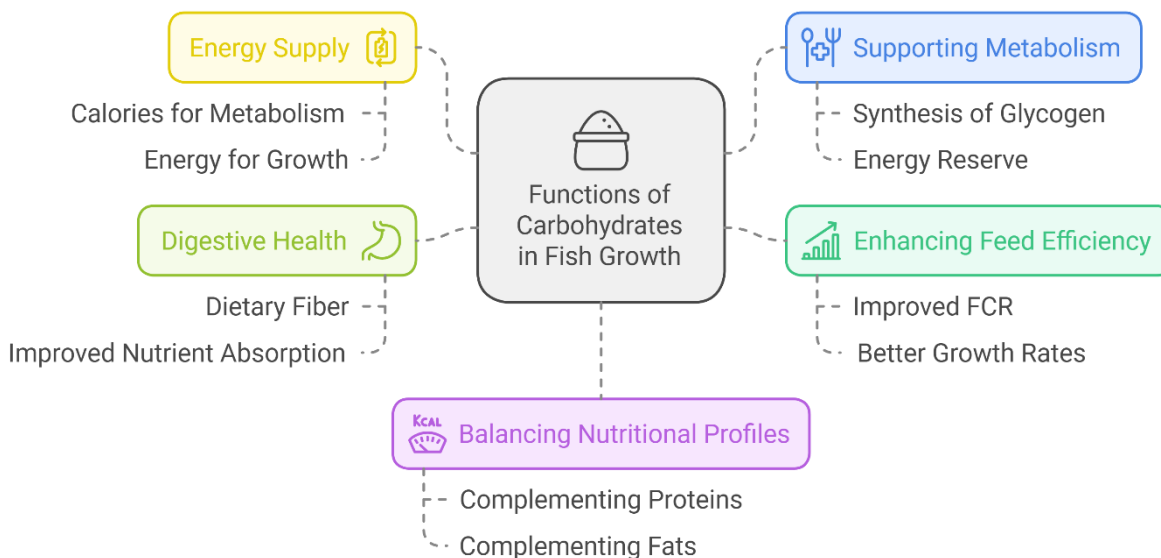 Energy Supply
Calories for Metabolism
Energy for Growth
Digestive Health
Dietary Fiber
Improved Nutrient Absorption
Functions of
Carbohydrates
in Fish Growth
Supporting Metabolism
Synthesis of Glycogen
Energy Reserve
Enhancing Feed Efficiency
Improved FCR
Better Growth Rates
KCAL
Balancing Nutritional Profiles
Complementing Proteins
Complementing Fats